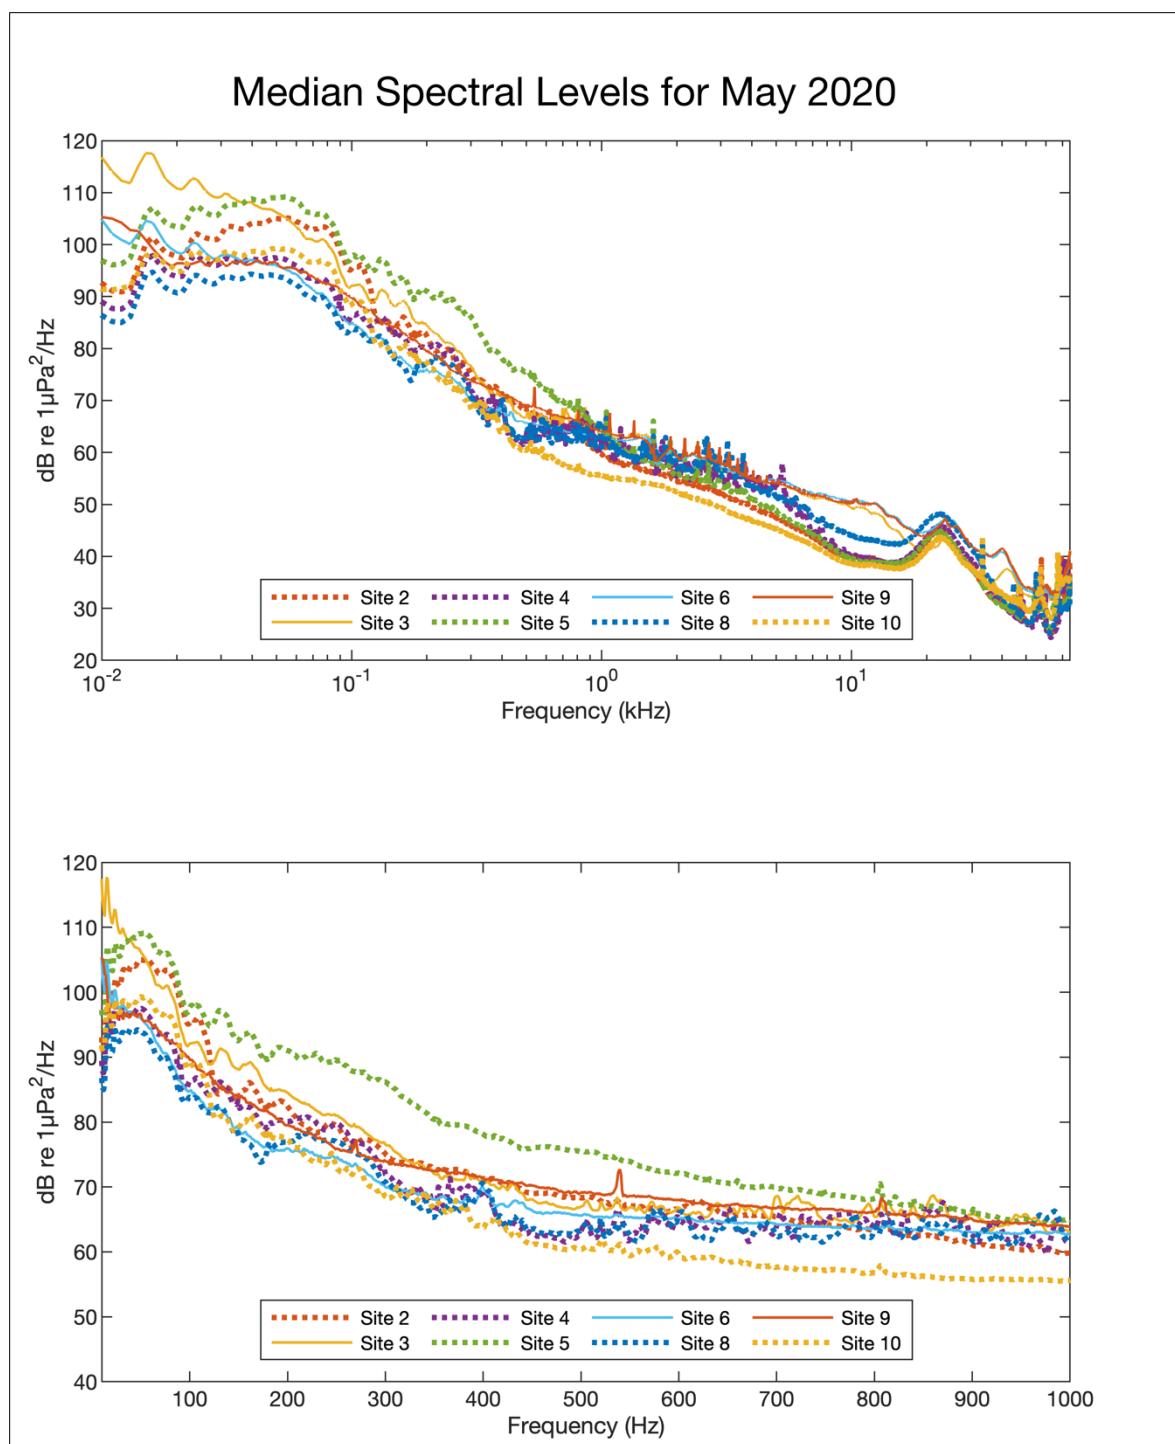 Median Spectral Levels for May 2020
120
110
100
90
80
70
60
50
40
30
20
dB re 1µPa²/Hz
Site 2 Site 4 Site 6 Site 9
Site 3 Site 5 Site 8 Site 10
10⁻² 10⁻¹ 10⁰ 10¹
Frequency (kHz)
120
110
100
90
80
70
60
50
40
dB re 1µPa²/Hz
Site 2 Site 4 Site 6 Site 9
Site 3 Site 5 Site 8 Site 10
100 200 300 400 500 600 700 800 900 1000
Frequency (Hz)